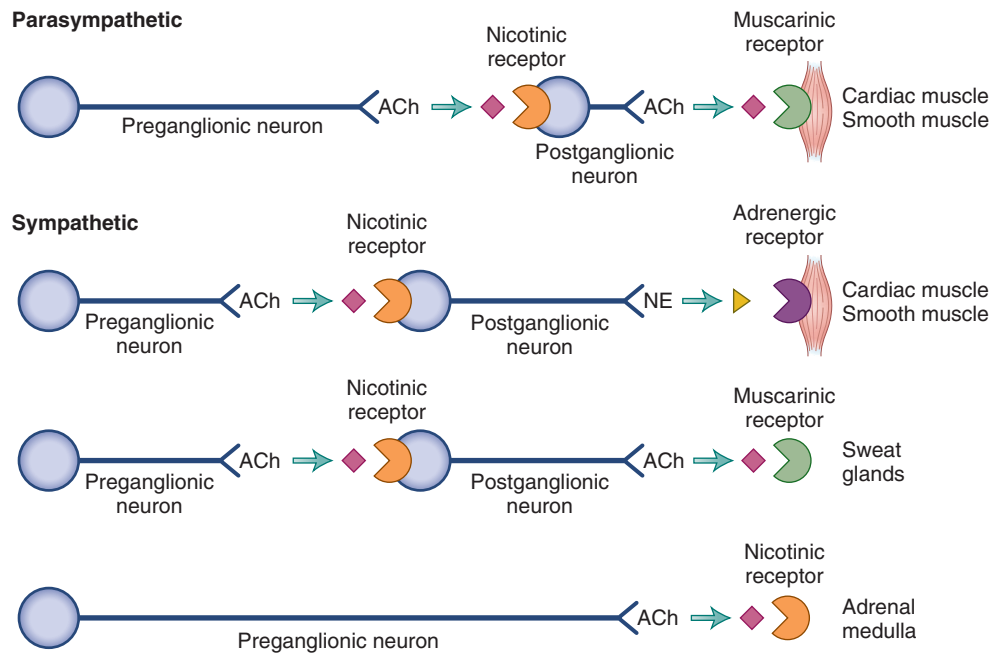 Parasympathetic
Nicotinic
receptor
Muscarinic
receptor
Preganglionic neuron
ACh
Postganglionic
neuron
ACh
Cardiac muscle
Smooth muscle
Sympathetic
Nicotinic
receptor
Adrenergic
receptor
Preganglionic
neuron
ACh
Postganglionic
neuron
NE
Cardiac muscle
Smooth muscle
Nicotinic
receptor
Muscarinic
receptor
Preganglionic
neuron
ACh
Postganglionic
neuron
ACh
Sweat
glands
Nicotinic
receptor
Preganglionic neuron
ACh
Adrenal
medulla